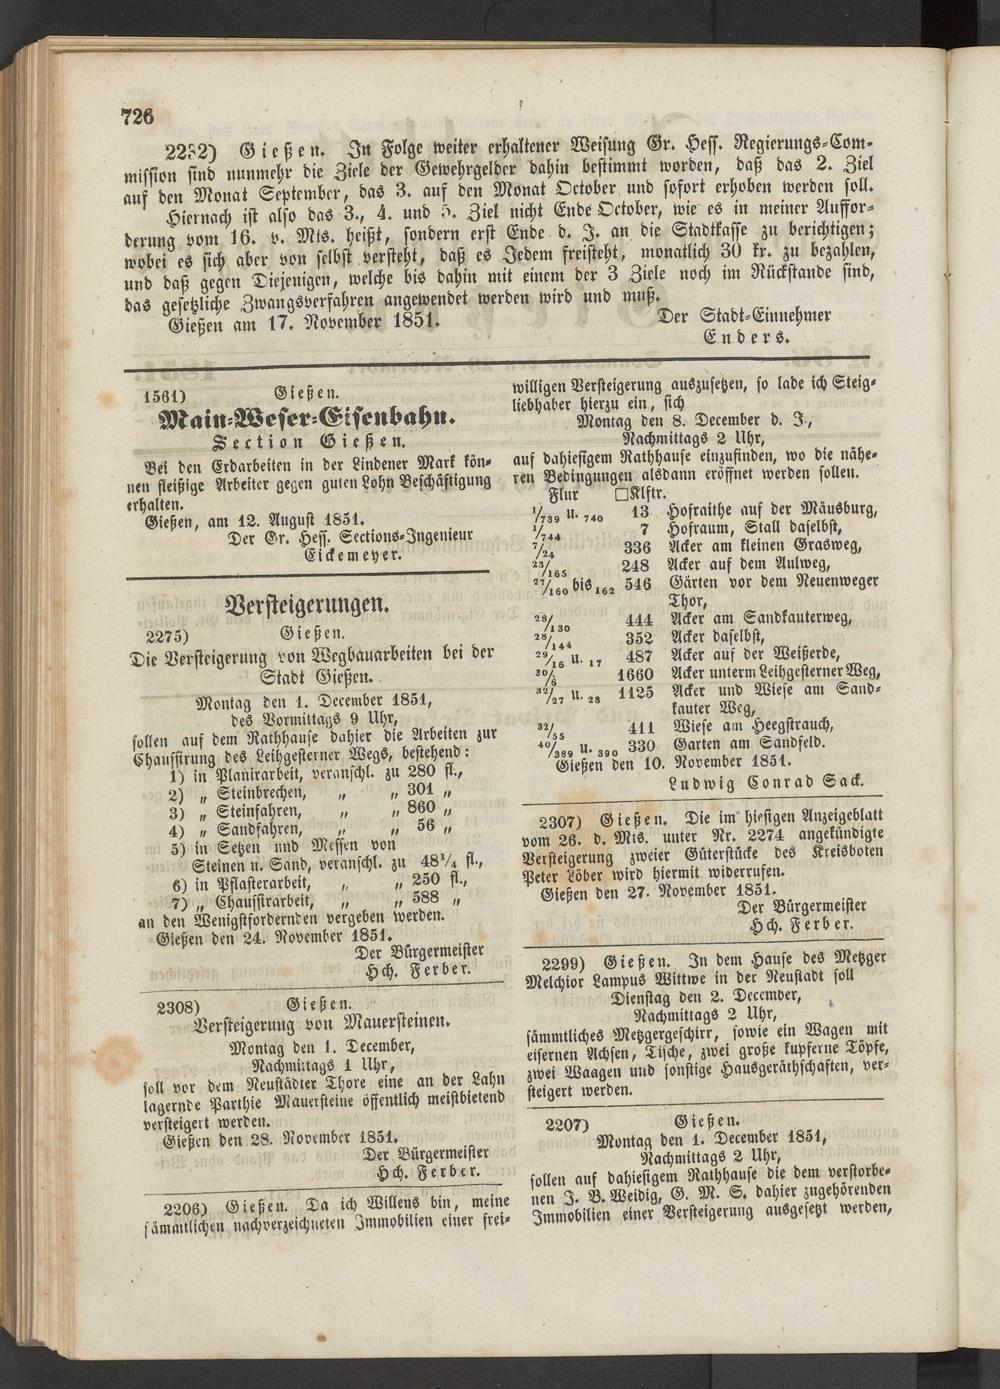 726
2232) Gießen. In Folge weiter erhaltener Weisung Gr. Hess. Regierungs-Com-
mission sind nunmehr die Ziele der Gewehrgelder dahin bestimmt worden, daß das 2. Ziel
auf den Monat September, das 3. auf den Monat October und sofort erhoben werden soll.
Hiernach ist also das 3., 4. und 5. Ziel nicht Ende October, wie es in meiner Auffor-
derung vom 16. v. Mts. heißt, sondern erst Ende d. J. an die Stadtkasse zu berichtigen;
wobei es sich aber von selbst versteht, daß es Jedem freisteht, monatlich 30 kr. zu bezahlen,
und daß gegen Diejenigen, welche bis dahin mit einem der 3 Ziele noch im Rückstande sind,
das gesetzliche Zwangsverfahren angewendet werden wird und muß.
Gießen am 17. November 1851. Der Stadt-Einnehmer
Enders.
1561) Gießen.
Main-Weser-Eisenbahn.
Section Gießen.
Bei den Erdarbeiten in der Lindener Mark kön-
nen fleißige Arbeiter gegen guten Lohn Beschäftigung
erhalten.
Gießen, am 12. August 1851.
Der Gr. Hess. Sections-Ingenieur
Eickemeyer.
Versteigerungen.
2275) Gießen.
Die Versteigerung von Wegbauarbeiten bei der
Stadt Gießen.
Montag den 1. December 1851,
des Vormittags 9 Uhr,
sollen auf dem Rathhause dahier die Arbeiten zur
Chaussirung des Leihgesterner Wegs, bestehend:
1) in Planirarbeit, veranschl. zu 280 fl.,
2) „ Steinbrechen, „ „ 301 „
3) „ Steinfahren, „ „ 860 „
4) „ Sandfahren, „ „ 56 „
5) in Setzen und Messen von
Steinen u. Sand, veranschl. zu 48¼ fl.,
6) in Pflasterarbeit, „ „ 250 fl.,
7) „ Chaussirarbeit, „ „ 588 „
an den Wenigstfordernden vergeben werden.
Gießen den 24. November 1851.
Der Bürgermeister
Hch. Ferber.
2308) Gießen.
Versteigerung von Mauersteinen.
Montag den 1. December,
Nachmittags 1 Uhr,
soll vor dem Neustädter Thore eine an der Lahn
lagernde Parthie Mauersteine öffentlich meistbietend
versteigert werden.
Gießen den 28. November 1851.
Der Bürgermeister
Hch. Ferber.
2206) Gießen. Da ich Willens bin, meine
sämmtlichen nachverzeichneten Immobilien einer frei-
willigen Versteigerung auszusetzen, so lade ich Steig-
liebhaber hierzu ein, sich
Montag den 8. December d. J.,
Nachmittags 2 Uhr,
auf dahiesigem Rathhause einzufinden, wo die nähe-
ren Bedingungen alsdann eröffnet werden sollen.
Flur □Klftr.
1/739 u. 740 13 Hofraithe auf der Mäusburg,
1/744 7 Hofraum, Stall daselbst,
7/24 336 Acker am kleinen Grasweg,
23/165 248 Acker auf dem Aulweg,
27/160 bis 162 546 Gärten vor dem Neuenweger
Thor,
28/130 444 Acker am Sandkauterweg,
28/144 352 Acker daselbst,
29/16 u. 17 487 Acker auf der Weißerde,
30/6 1660 Acker unterm Leihgesterner Weg,
32/27 u. 28 1125 Acker und Wiese am Sand-
kauter Weg,
32/55 411 Wiese am Heegstrauch,
40/389 u. 390 330 Garten am Sandfeld.
Gießen den 10. November 1851.
Ludwig Conrad Sack.
2307) Gießen. Die im hiesigen Anzeigeblatt
vom 26. d. Mts. unter Nr. 2274 angekündigte
Versteigerung zweier Güterstücke des Kreisboten
Peter Löber wird hiermit widerrufen.
Gießen den 27. November 1851.
Der Bürgermeister
Hch. Ferber.
2299) Gießen. In dem Hause des Metzger
Melchior Lampus Wittwe in der Neustadt soll
Dienstag den 2. December,
Nachmittags 2 Uhr,
sämmtliches Metzgergeschirr, sowie ein Wagen mit
eisernen Achsen, Tische, zwei große kupferne Töpfe,
zwei Waagen und sonstige Hausgeräthschaften, ver-
steigert werden.
2207) Gießen.
Montag den 1. December 1851,
Nachmittags 2 Uhr,
sollen auf dahiesigem Rathhause die dem verstorbe-
nen J. B. Weidig, G. M. S. dahier zugehörenden
Immobilien einer Versteigerung ausgesetzt werden,